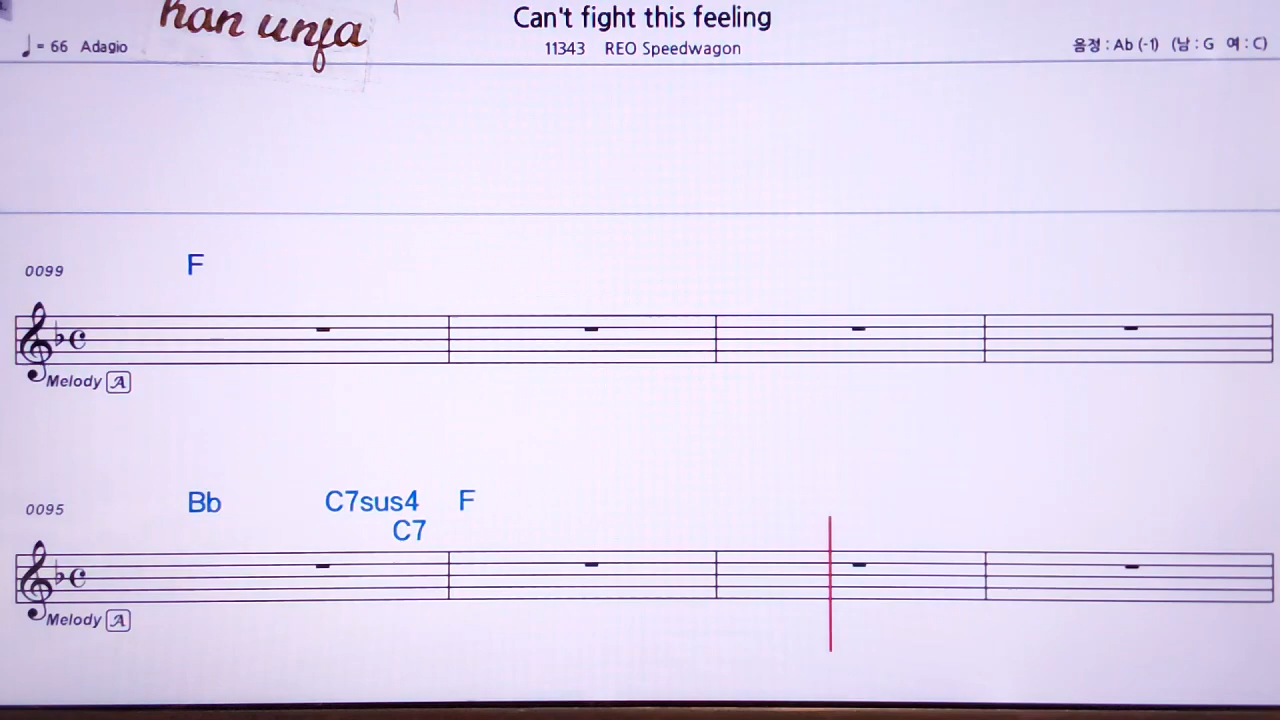 han unfa
Can't fight this feeling
♩ = 66 Adagio
11343 REO Speedwagon
음정 : Ab (-1) (남 : G 여 : C)
0099
F
Melody A
0095
Bb C7sus4 F
C7
Melody A